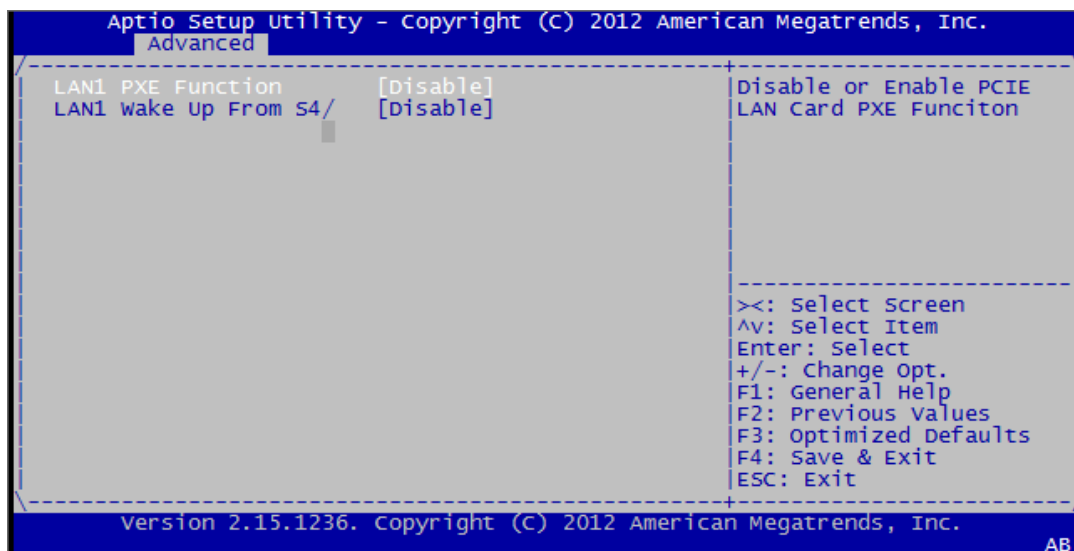 Aptio Setup Utility - Copyright (C) 2012 American Megatrends, Inc.
Advanced
LAN1 PXE Function [Disable]
LAN1 Wake Up From S4/ [Disable]
Disable or Enable PCIE
LAN Card PXE Funciton
><: Select Screen
^v: Select Item
Enter: Select
+/-: Change Opt.
F1: General Help
F2: Previous Values
F3: Optimized Defaults
F4: Save & Exit
ESC: Exit
Version 2.15.1236. Copyright (C) 2012 American Megatrends, Inc.
AB